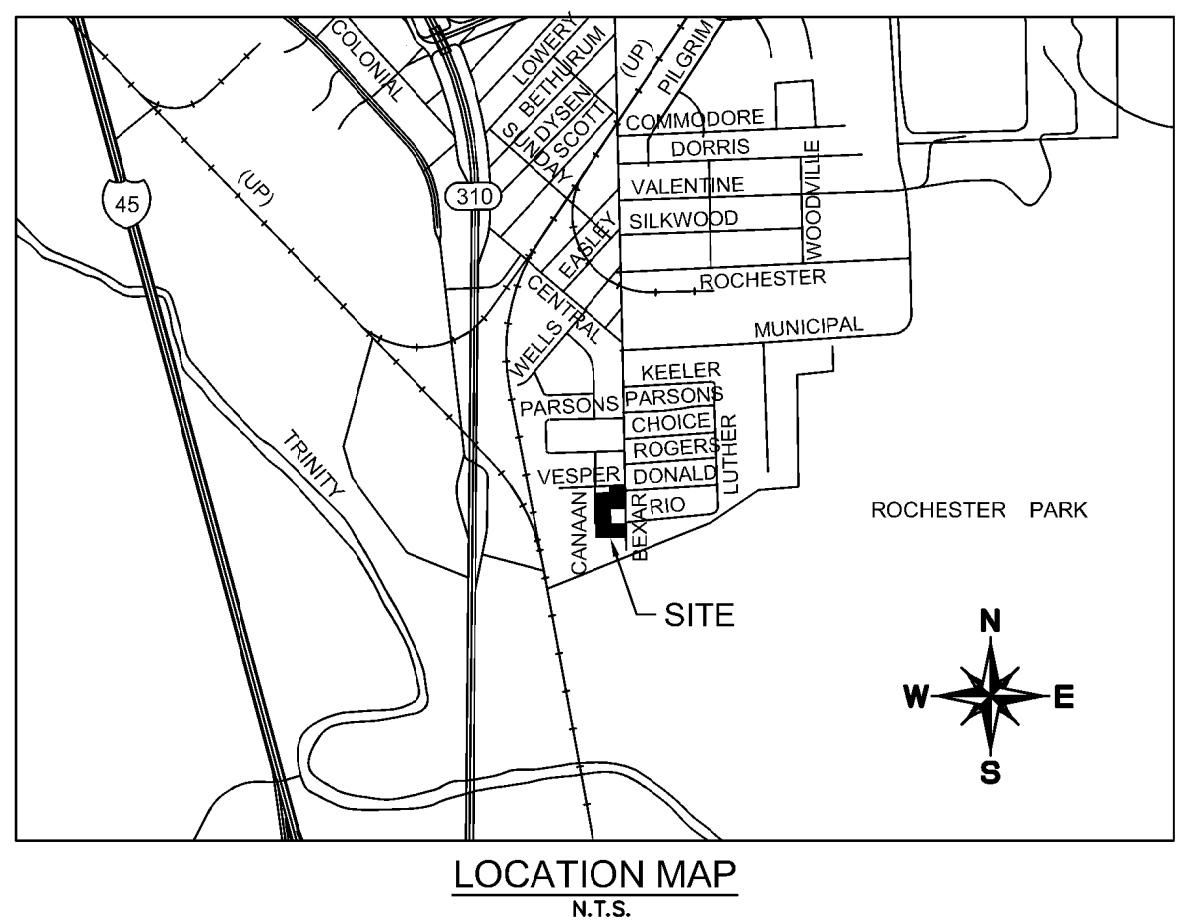 COLONIAL
LOWERY
S. BETHURUM
(UP)
PILGRIM
COMMODORE
DYSEN
SCOTT
SUNDAY
DORRIS
WOODVILLE
(UP)
45
310
VALENTINE
SILKWOOD
EASLEY
ROCHESTER
CENTRAL
MUNICIPAL
WELLS
KEELER
PARSONS
PARSONS
CHOICE
ROGERS
LUTHER
TRINITY
VESPER
DONALD
CANAAN
BEXAR
RIO
ROCHESTER PARK
SITE
N
W
E
S
LOCATION MAP
N.T.S.